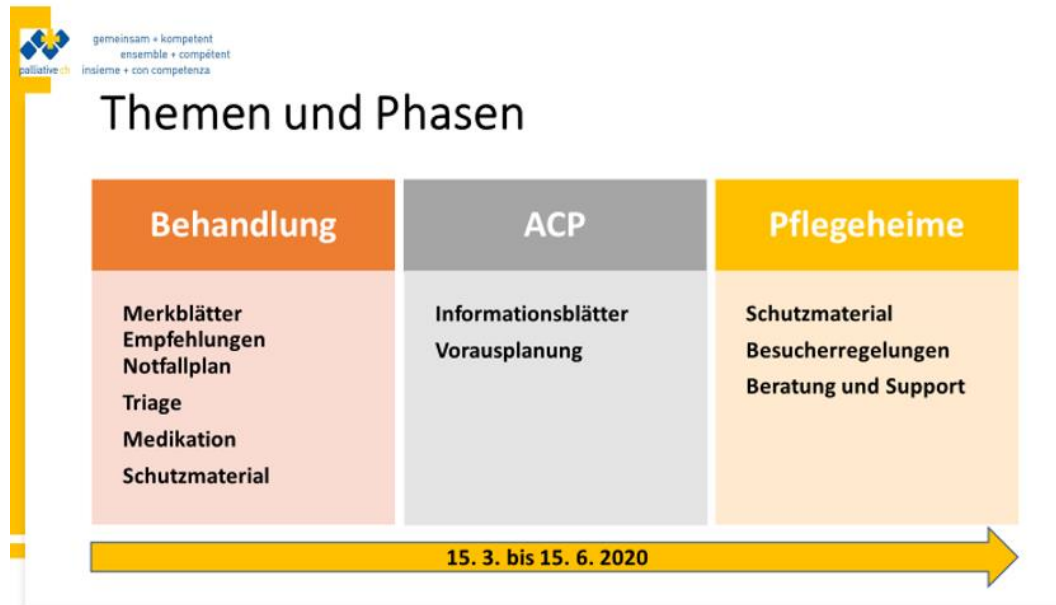 gemeinsam + kompetent
ensemble + compétent
insieme + con competenza
palliative ch
Themen und Phasen
Behandlung
Merkblätter
Empfehlungen
Notfallplan
Triage
Medikation
Schutzmaterial
ACP
Informationsblätter
Vorausplanung
Pflegeheime
Schutzmaterial
Besucherregelungen
Beratung und Support
15. 3. bis 15. 6. 2020